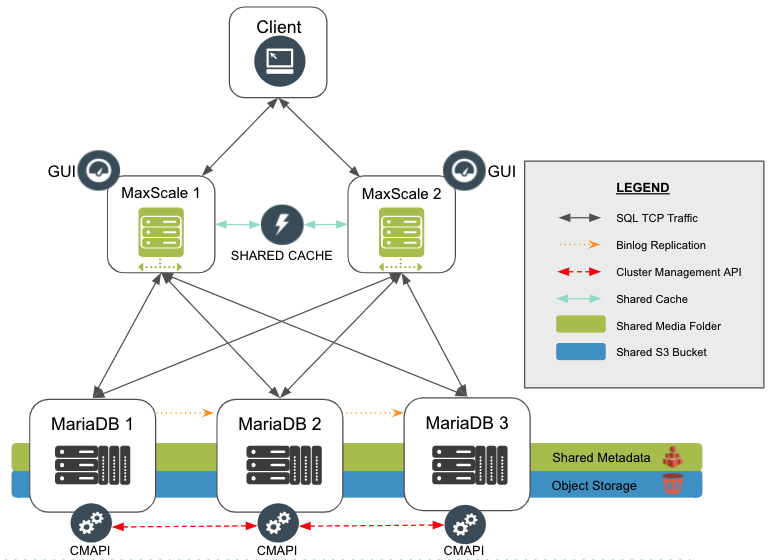 Client
GUI
GUI
MaxScale 1
MaxScale 2
SHARED CACHE
LEGEND
SQL TCP Traffic
Binlog Replication
Cluster Management API
Shared Cache
Shared Media Folder
Shared S3 Bucket
MariaDB 1
MariaDB 2
MariaDB 3
Shared Metadata
Object Storage
CMAPI
CMAPI
CMAPI